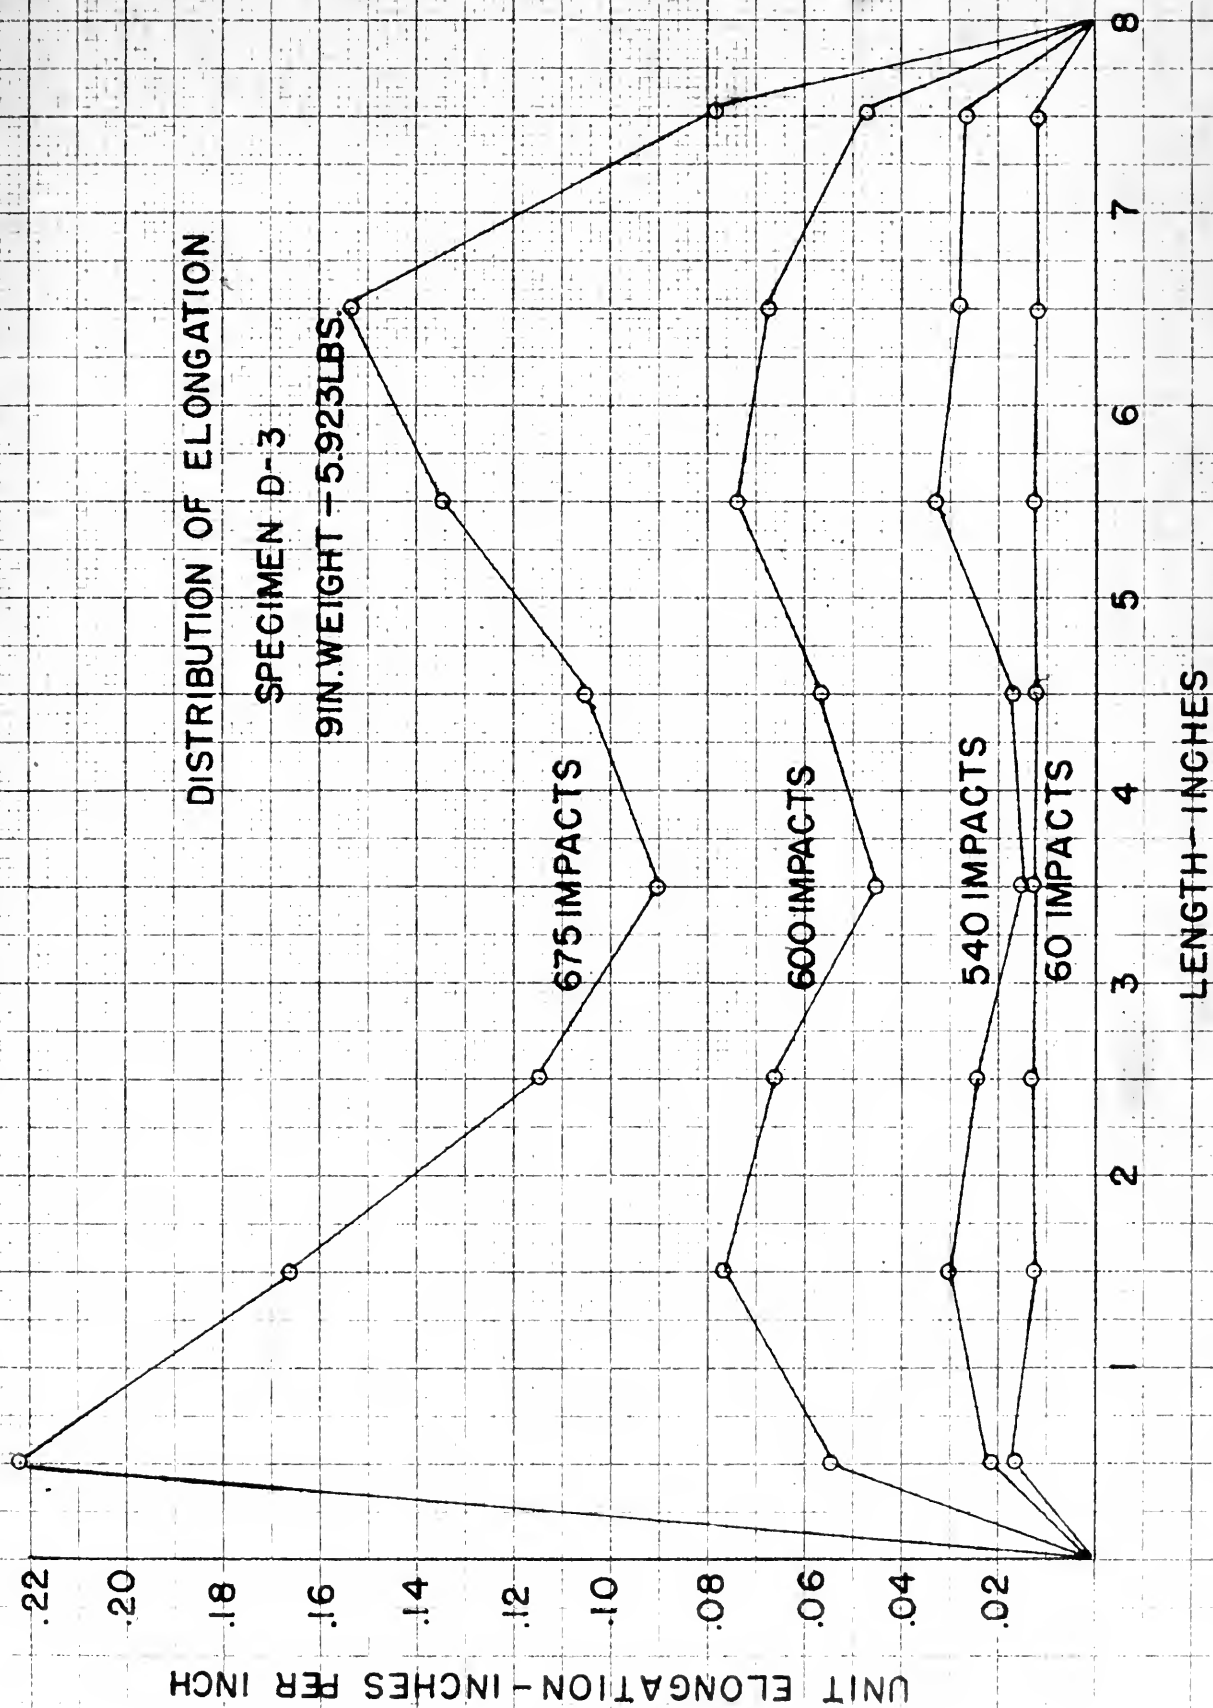 DISTRIBUTION OF ELONGATION
SPECIMEN D-3
9IN.WEIGHT-5.923LBS.
675 IMPACTS
600 IMPACTS
540 IMPACTS
60 IMPACTS
.22
.20
.18
.16
.14
.12
.10
.08
.06
.04
.02
UNIT ELONGATION-INCHES PER INCH
1
2
3
4
5
6
7
8
LENGTH-INCHES